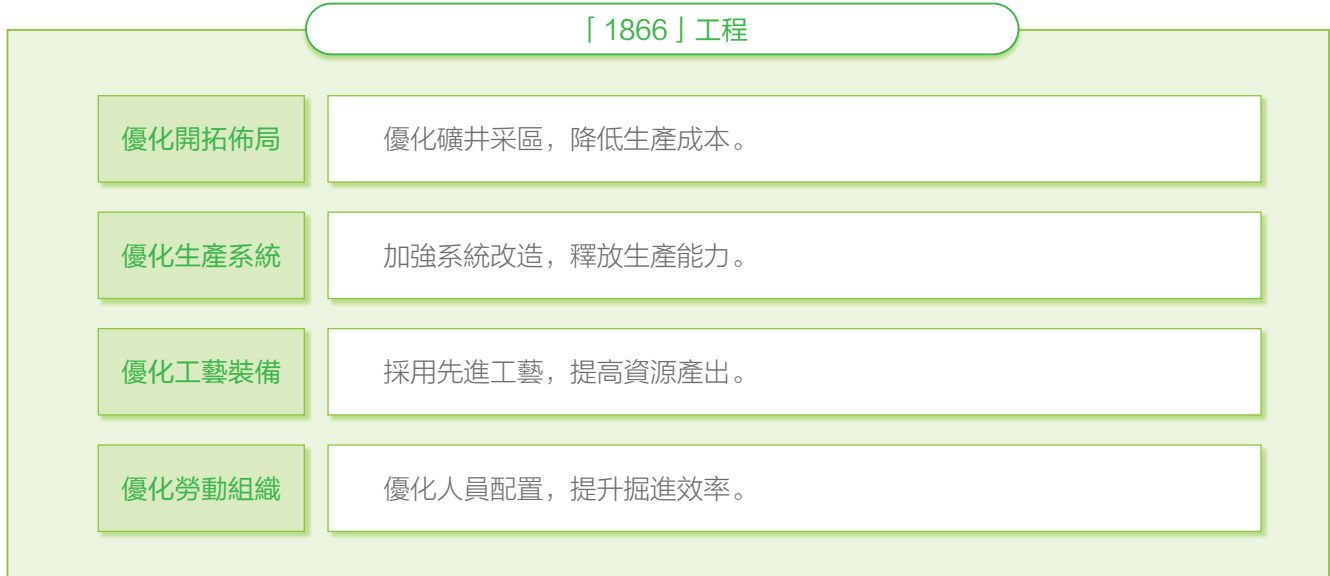 「1866」工程
優化開拓佈局
優化礦井采區，降低生產成本。
優化生產系統
加強系統改造，釋放生產能力。
優化工藝裝備
採用先進工藝，提高資源產出。
優化勞動組織
優化人員配置，提升掘進效率。